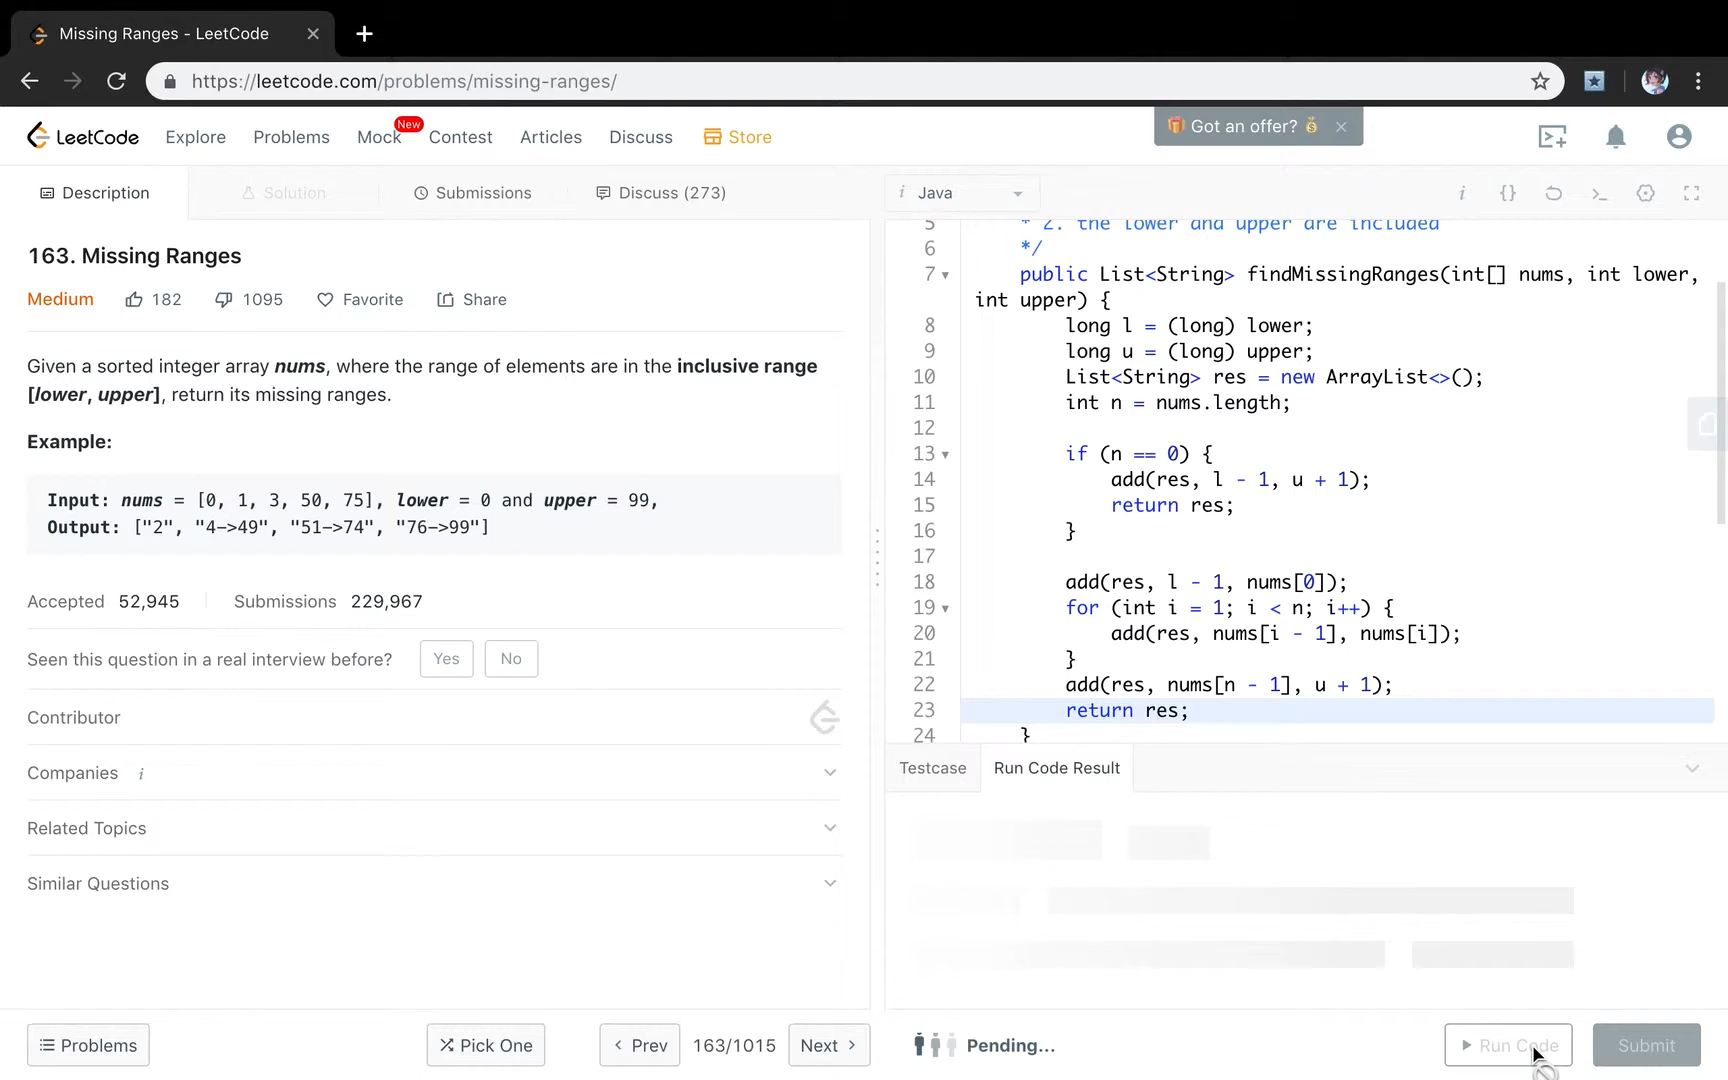 Missing Ranges - LeetCode
https://leetcode.com/problems/missing-ranges/
LeetCode Explore Problems Mock New Contest Articles Discuss Store
Got an offer?
Description Solution Submissions Discuss (273)
163. Missing Ranges
Medium 182 1095 Favorite Share
Given a sorted integer array nums, where the range of elements are in the inclusive range
[lower, upper], return its missing ranges.
Example:
Input: nums = [0, 1, 3, 50, 75], lower = 0 and upper = 99,
Output: ["2", "4->49", "51->74", "76->99"]
Accepted 52,945 Submissions 229,967
Seen this question in a real interview before? Yes No
Contributor
Companies i
Related Topics
Similar Questions
Problems Pick One Prev 163/1015 Next
i Java i {}
5 * 2. the lower and upper are included
6 */
7 public List<String> findMissingRanges(int[] nums, int lower,
int upper) {
8 long l = (long) lower;
9 long u = (long) upper;
10 List<String> res = new ArrayList<>();
11 int n = nums.length;
12
13 if (n == 0) {
14 add(res, l - 1, u + 1);
15 return res;
16 }
17
18 add(res, l - 1, nums[0]);
19 for (int i = 1; i < n; i++) {
20 add(res, nums[i - 1], nums[i]);
21 }
22 add(res, nums[n - 1], u + 1);
23 return res;
24 }
Testcase Run Code Result
Pending... Run Code Submit